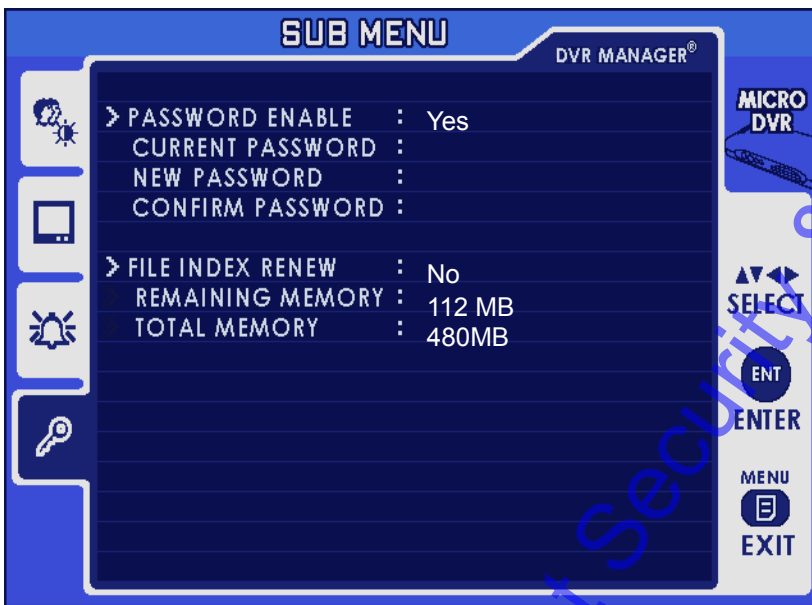 SUB MENU
DVR MANAGER®
PASSWORD ENABLE : Yes
CURRENT PASSWORD :
NEW PASSWORD :
CONFIRM PASSWORD :
FILE INDEX RENEW : No
REMAINING MEMORY : 112 MB
TOTAL MEMORY : 480MB
MICRO
DVR
SELECT
ENT
ENTER
MENU
EXIT
Security